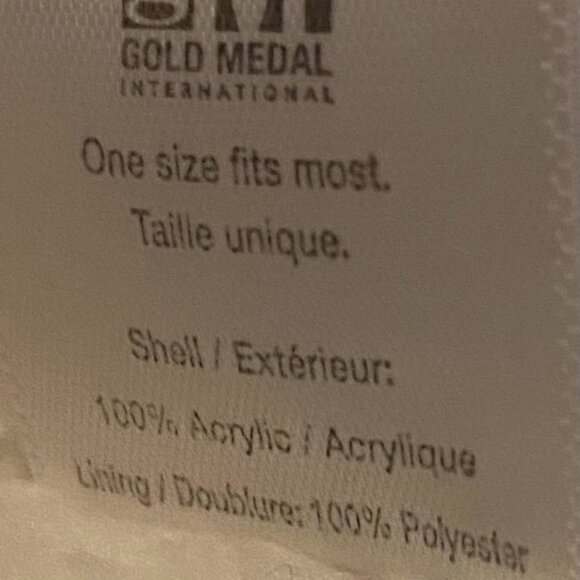 GOLD MEDAL
INTERNATIONAL
One size fits most.
Taille unique.
Shell / Extérieur:
100% Acrylic / Acrylique
Lining / Doublure: 100% Polyester